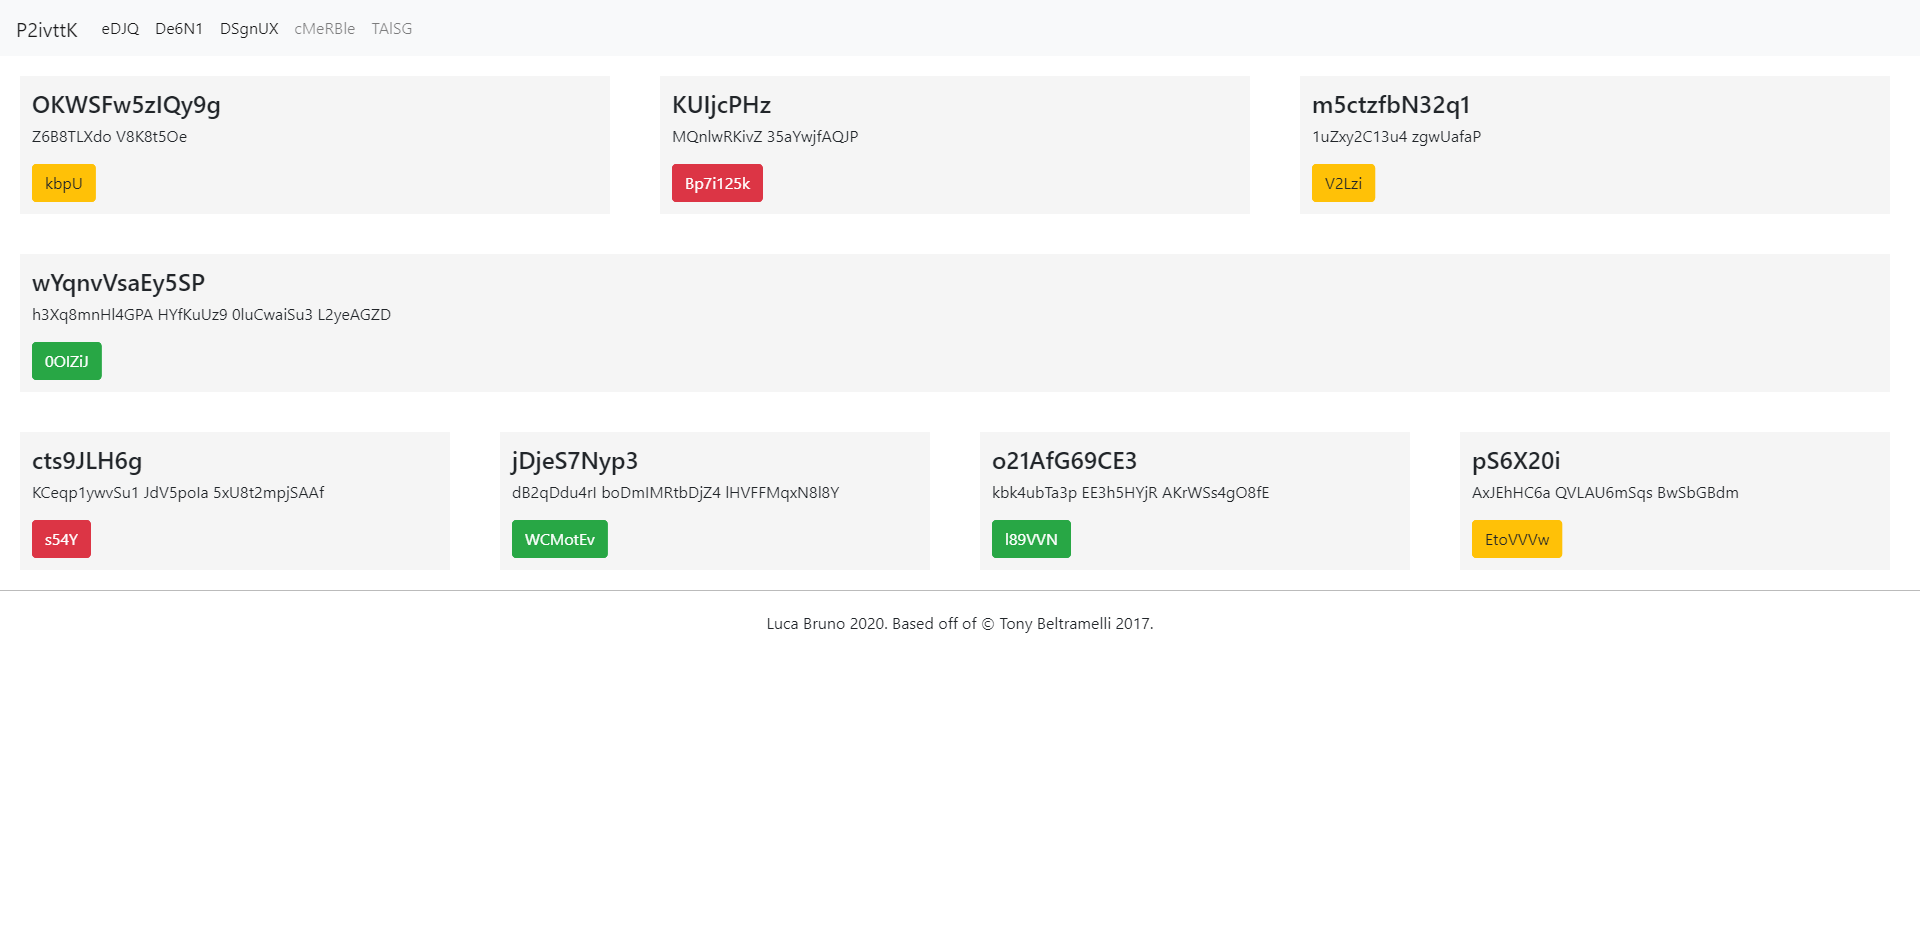 P2ivttK eDJQ De6N1 DSgnUX cMeRBle TAlSG
OKWSFw5zIQy9g
Z6B8TLXdo V8K8t5Oe
kbpU
KUIjcPHz
MQnlwRKivZ 35aYwjfAQJP
Bp7i125k
m5ctzfbN32q1
1uZxy2C13u4 zgwUafaP
V2Lzi
wYqnvVsaEy5SP
h3Xq8mnHl4GPA HYfKuUz9 0luCwaiSu3 L2yeAGZD
0OIZiJ
cts9JLH6g
KCeqp1ywvSu1 JdV5poIa 5xU8t2mpjSAAf
s54Y
jDjeS7Nyp3
dB2qDdu4rI boDmIMRtbDjZ4 lHVFFMqxN8l8Y
WCMotEv
o21AfG69CE3
kbk4ubTa3p EE3h5HYjR AKrWSs4gO8fE
l89VVN
pS6X20i
AxJEhHC6a QVLAU6mSqs BwSbGBdm
EtoVVVw
Luca Bruno 2020. Based off of © Tony Beltramelli 2017.